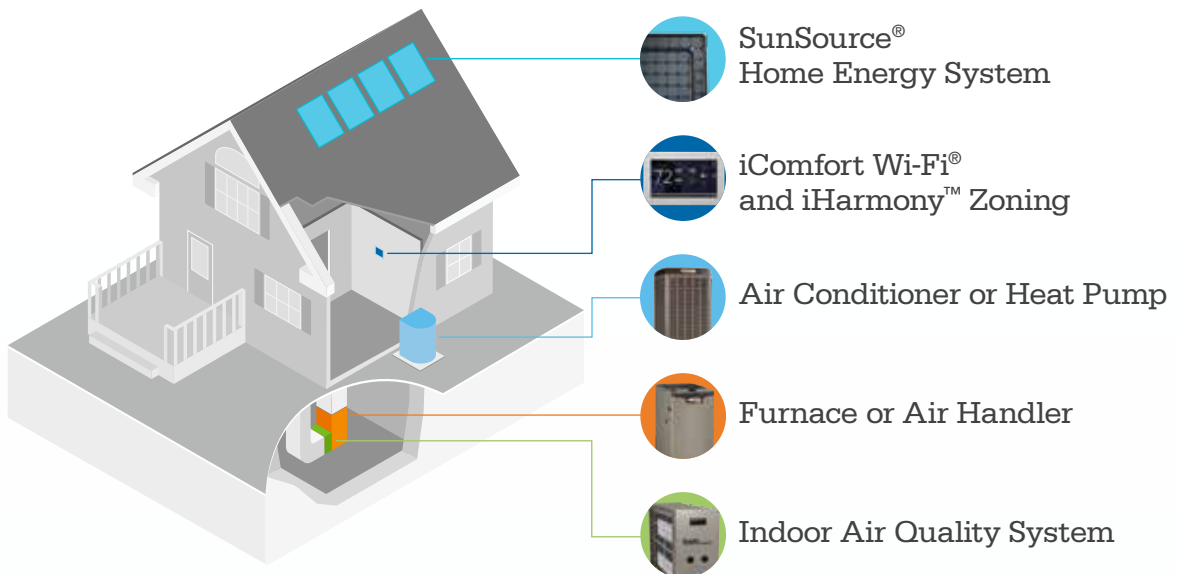 SunSource®
Home Energy System
iComfort Wi-Fi®
and iHarmony™ Zoning
72
Air Conditioner or Heat Pump
Furnace or Air Handler
Indoor Air Quality System